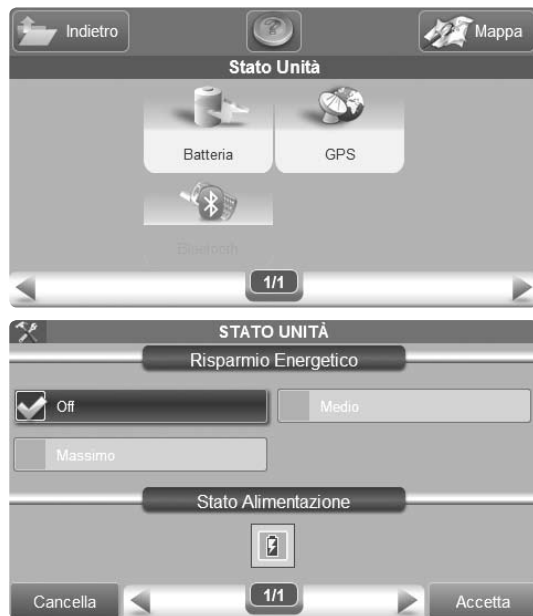 Indietro
Mappa
Stato Unità
Batteria GPS
Bluetooth
1/1
STATO UNITÀ
Risparmio Energetico
Off Medio
Massimo
Stato Alimentazione
Cancella 1/1 Accetta